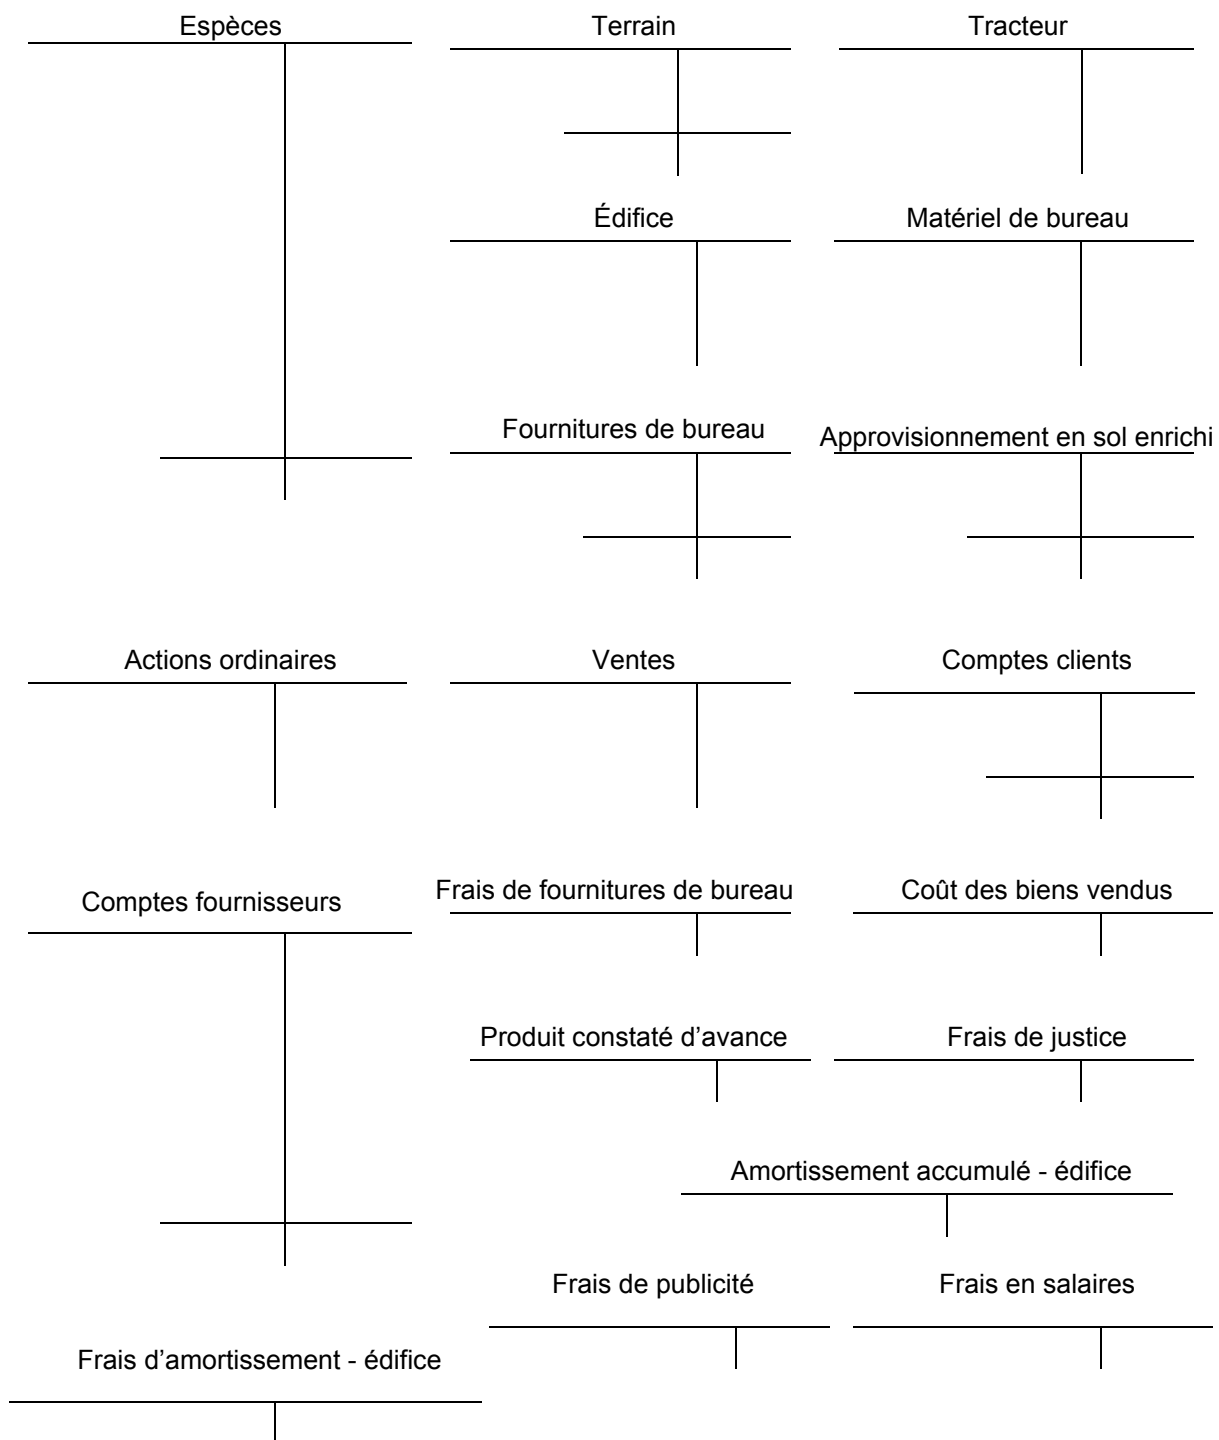 Espèces
Terrain
Tracteur
Édifice
Matériel de bureau
Fournitures de bureau
Approvisionnement en sol enrichi
Actions ordinaires
Ventes
Comptes clients
Comptes fournisseurs
Frais de fournitures de bureau
Coût des biens vendus
Produit constaté d’avance
Frais de justice
Amortissement accumulé - édifice
Frais de publicité
Frais en salaires
Frais d’amortissement - édifice